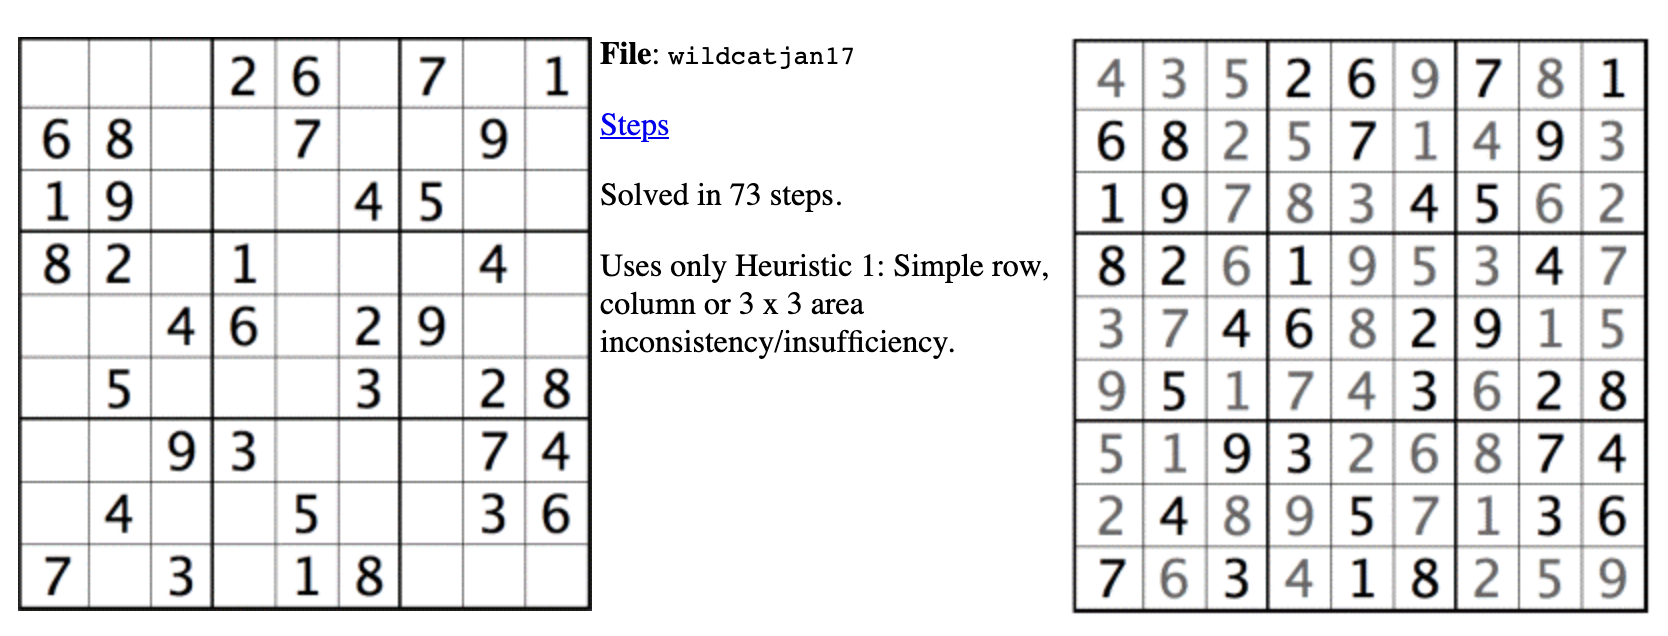 2 6 7 1
6 8 7 9
1 9 4 5
8 2 1 4
4 6 2 9
5 3 2 8
9 3 7 4
4 5 3 6
7 3 1 8
File: wildcatjan17
Steps
Solved in 73 steps.
Uses only Heuristic 1: Simple row,
column or 3 x 3 area
inconsistency/insufficiency.
4 3 5 2 6 9 7 8 1
6 8 2 5 7 1 4 9 3
1 9 7 8 3 4 5 6 2
8 2 6 1 9 5 3 4 7
3 7 4 6 8 2 9 1 5
9 5 1 7 4 3 6 2 8
5 1 9 3 2 6 8 7 4
2 4 8 9 5 7 1 3 6
7 6 3 4 1 8 2 5 9